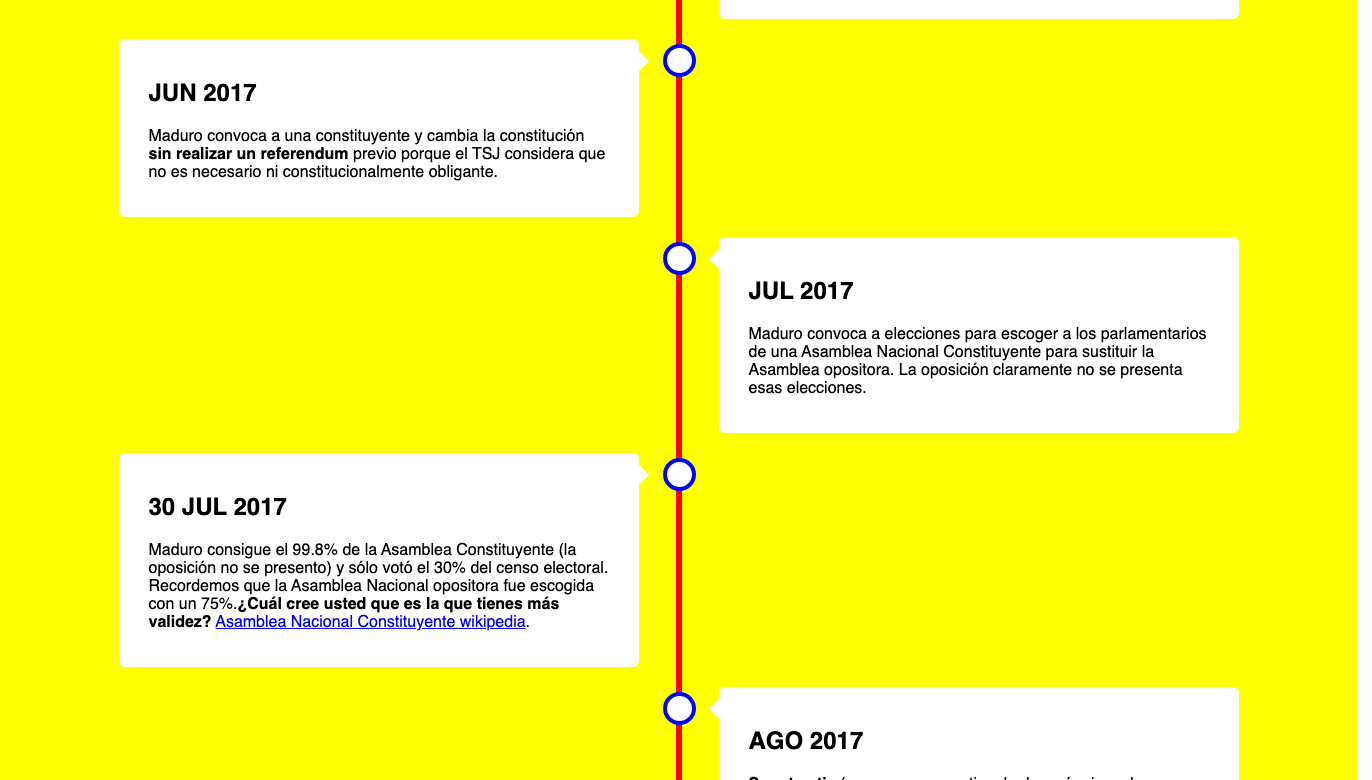 JUN 2017
Maduro convoca a una constituyente y cambia la constitución
sin realizar un referendum previo porque el TSJ considera que
no es necesario ni constitucionalmente obligante.
JUL 2017
Maduro convoca a elecciones para escoger a los parlamentarios
de una Asamblea Nacional Constituyente para sustituir la
Asamblea opositora. La oposición claramente no se presenta
esas elecciones.
30 JUL 2017
Maduro consigue el 99.8% de la Asamblea Constituyente (la
oposición no se presento) y sólo votó el 30% del censo electoral.
Recordemos que la Asamblea Nacional opositora fue escogida
con un 75%.¿Cuál cree usted que es la que tienes más
validez? Asamblea Nacional Constituyente wikipedia.
AGO 2017